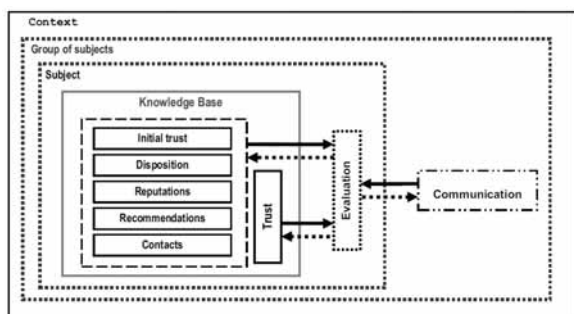 Context
Group of subjects
Subject
Knowledge Base
Initial trust
Disposition
Reputations
Recommendations
Contacts
Trust
Evaluation
Communication